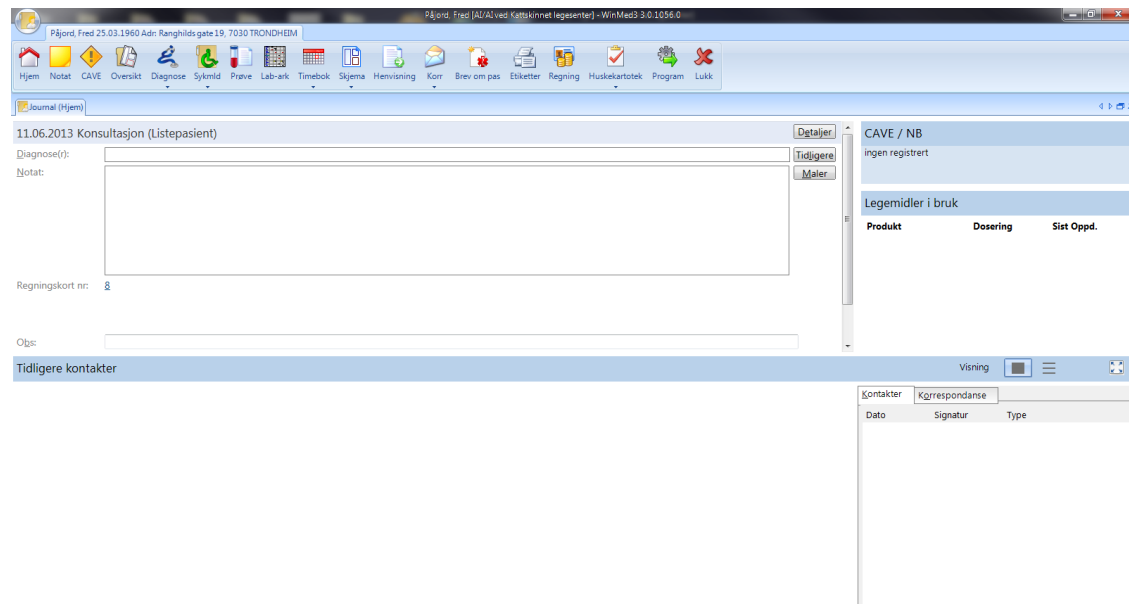 Påjord, Fred [AI/AI ved Kattskinnet legesenter] - WinMed3 3.0.1056.0
Påjord, Fred 25.03.1960 Adr: Ranghilds gate 19, 7030 TRONDHEIM
Hjem Notat CAVE Oversikt Diagnose Sykmld Prøve Lab-ark Timebok Skjema Henvisning Korr Brev om pas Etiketter Regning Huskekartotek Program Lukk
Journal (Hjem)
11.06.2013 Konsultasjon (Listepasient) Detaljer
Diagnose(r): Tidligere
Notat: Maler
Regningskort nr: 8
Obs:
CAVE / NB
ingen registrert
Legemidler i bruk
Produkt Dosering Sist Oppd.
Tidligere kontakter Visning
Kontakter Korrespondanse
Dato Signatur Type